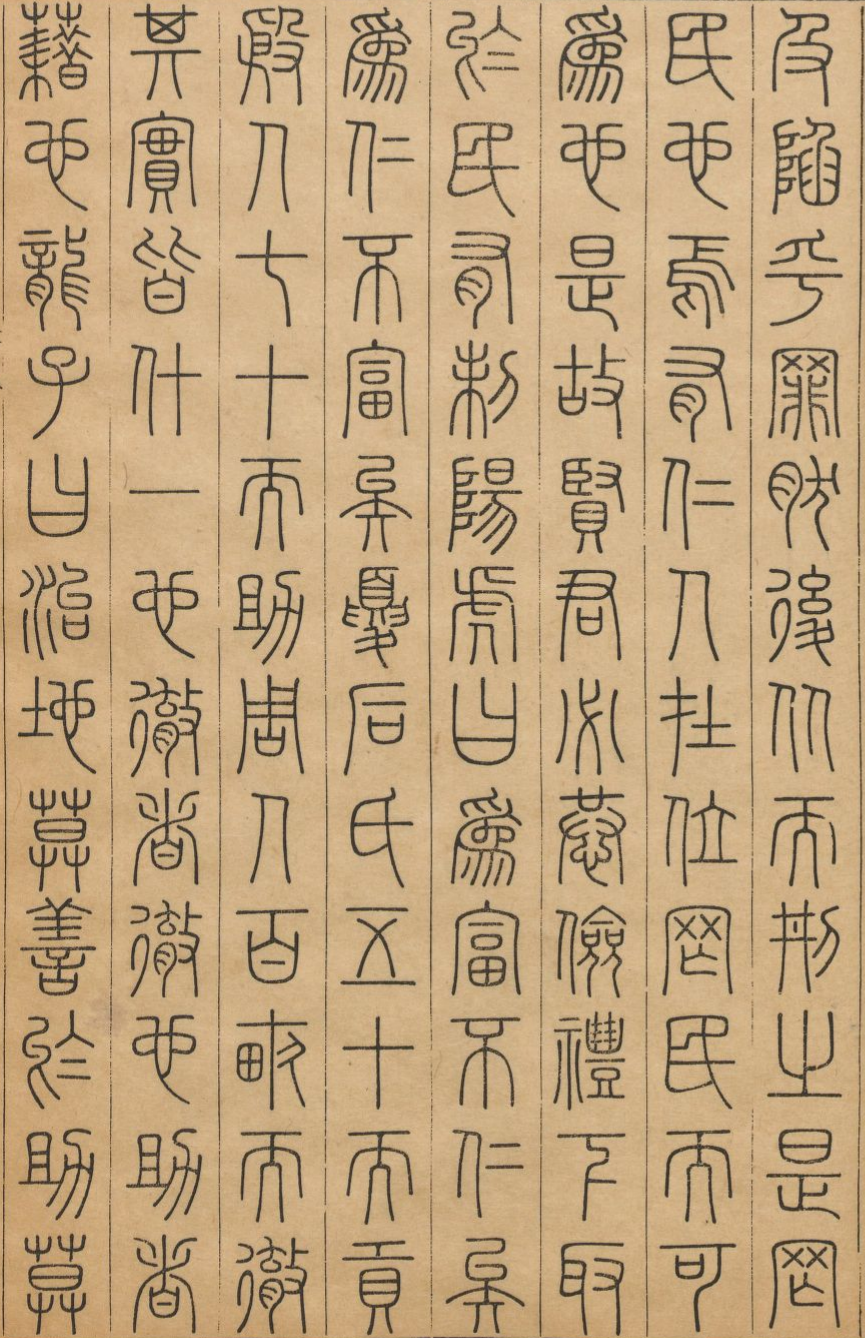 及陷乎罪然後从而刑之是罔
民也焉有仁人在位罔民而可
爲也是故賢君必恭儉禮下取
於民有制陽虎曰爲富不仁矣
爲仁不富矣夏后氏五十而貢
殷人七十而助周人百畝而徹
其實皆什一也徹者徹也助者
藉也龍子曰治地莫善於助莫